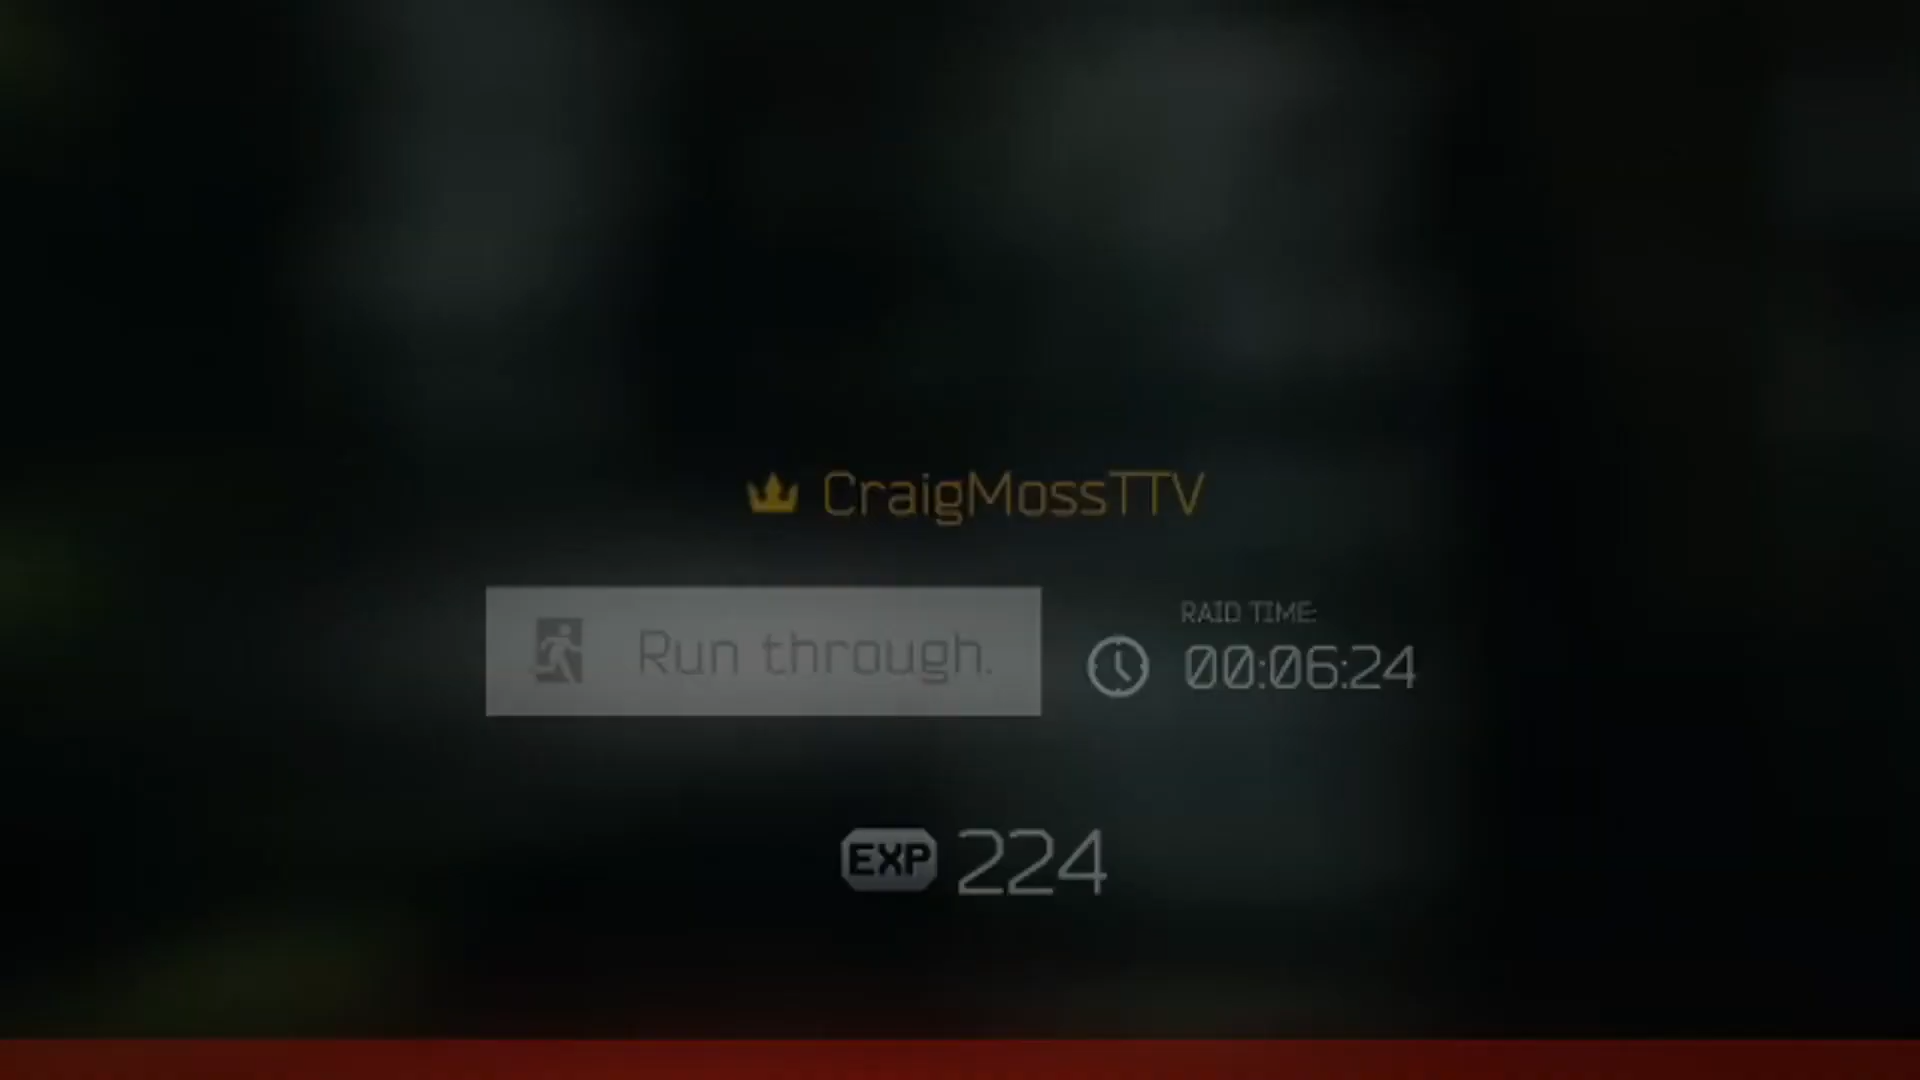 CraigMossTTV
Run through.
RAID TIME:
00:06:24
EXP 224